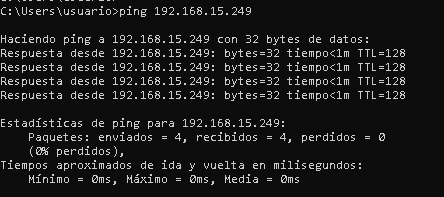 C:\Users\usuario>ping 192.168.15.249
Haciendo ping a 192.168.15.249 con 32 bytes de datos:
Respuesta desde 192.168.15.249: bytes=32 tiempo<1m TTL=128
Respuesta desde 192.168.15.249: bytes=32 tiempo<1m TTL=128
Respuesta desde 192.168.15.249: bytes=32 tiempo<1m TTL=128
Respuesta desde 192.168.15.249: bytes=32 tiempo<1m TTL=128
Estadísticas de ping para 192.168.15.249:
Paquetes: enviados = 4, recibidos = 4, perdidos = 0
(0% perdidos),
Tiempos aproximados de ida y vuelta en milisegundos:
Mínimo = 0ms, Máximo = 0ms, Media = 0ms